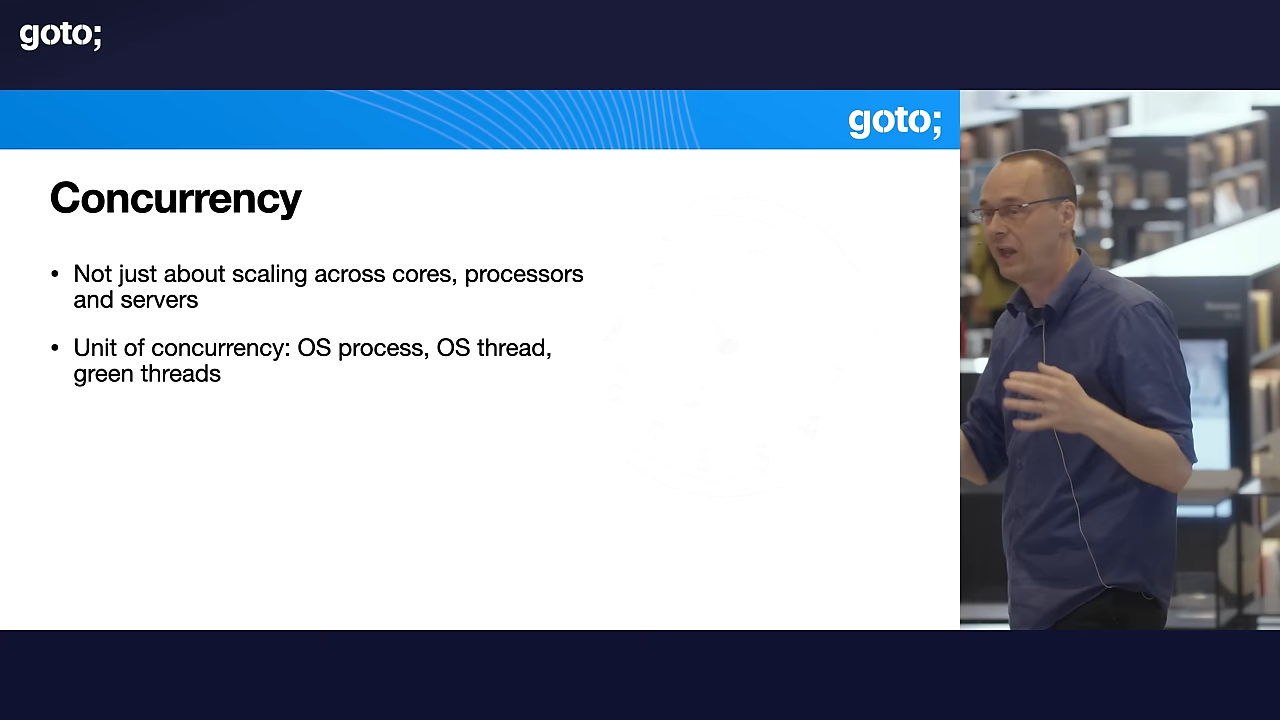 goto;
goto;
Concurrency
• Not just about scaling across cores, processors
and servers
• Unit of concurrency: OS process, OS thread,
green threads